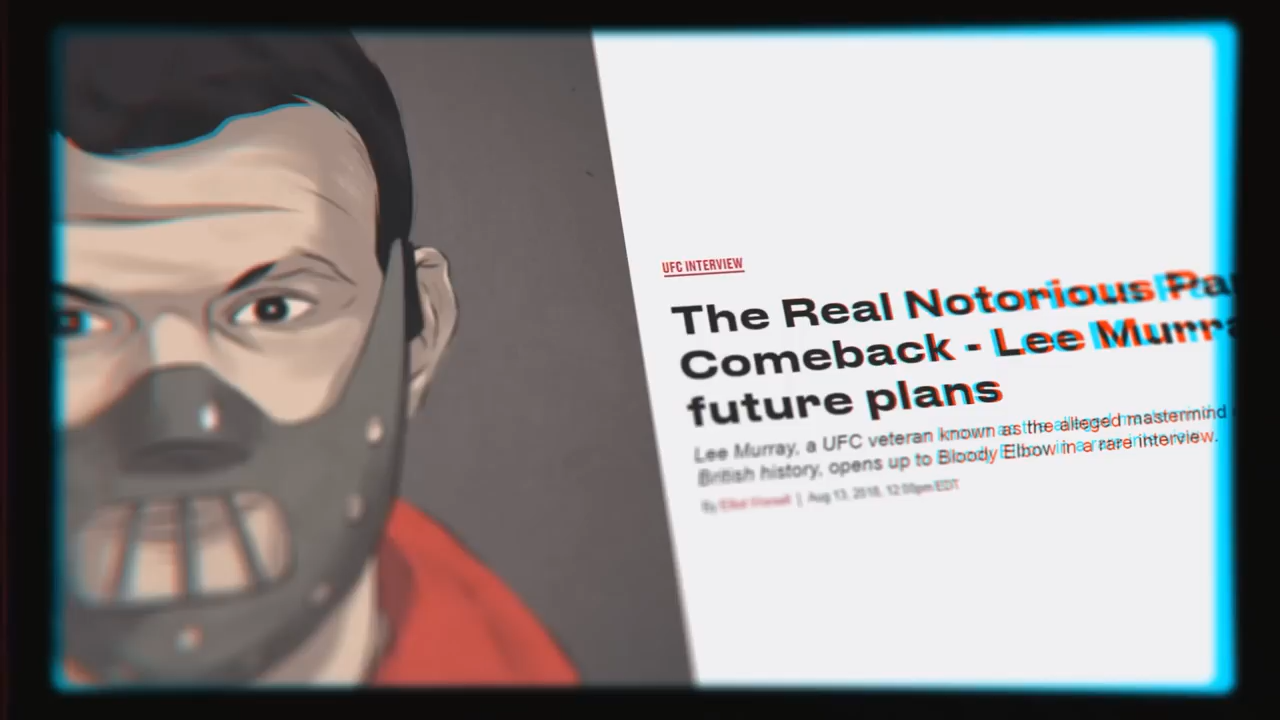 UFC INTERVIEW
The Real Notorious
Comeback - Lee
future plans
Lee Murray, a UFC veteran known as the alleged mastermind
British history, opens up to Bloody Elbow in a rare interview.
By | Aug 13, 2018, 12:00pm EDT